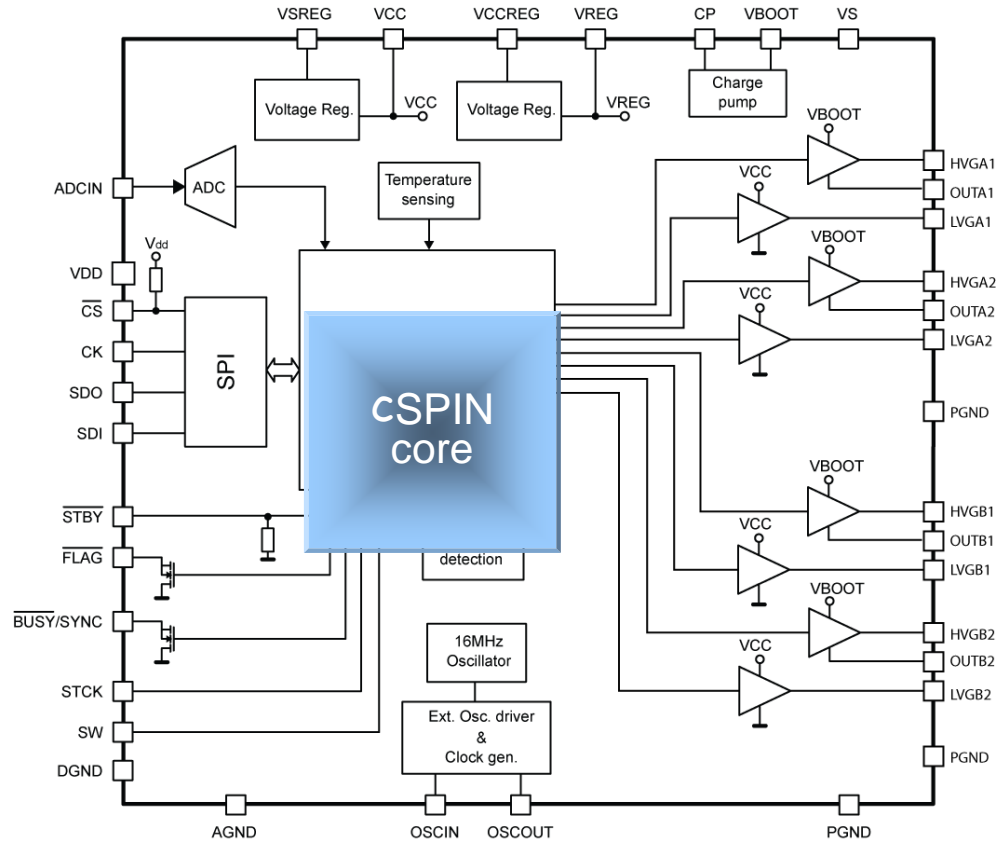 VSREG VCC VCCREG VREG CP VBOOT VS
Voltage Reg.
VCC
Voltage Reg.
VREG
Charge
pump
VBOOT
HVGA1
ADCIN
ADC
Temperature
sensing
VCC
OUTA1
LVGA1
Vdd
VBOOT
VDD
HVGA2
CS
VCC
OUTA2
CK
SPI
LVGA2
SDO
cSPIN
core
PGND
SDI
VBOOT
STBY
HVGB1
VCC
OUTB1
FLAG
detection
LVGB1
VBOOT
BUSY/SYNC
16MHz
Oscillator
HVGB2
VCC
OUTB2
STCK
LVGB2
Ext. Osc. driver
&
Clock gen.
SW
DGND
PGND
AGND OSCIN OSCOUT PGND